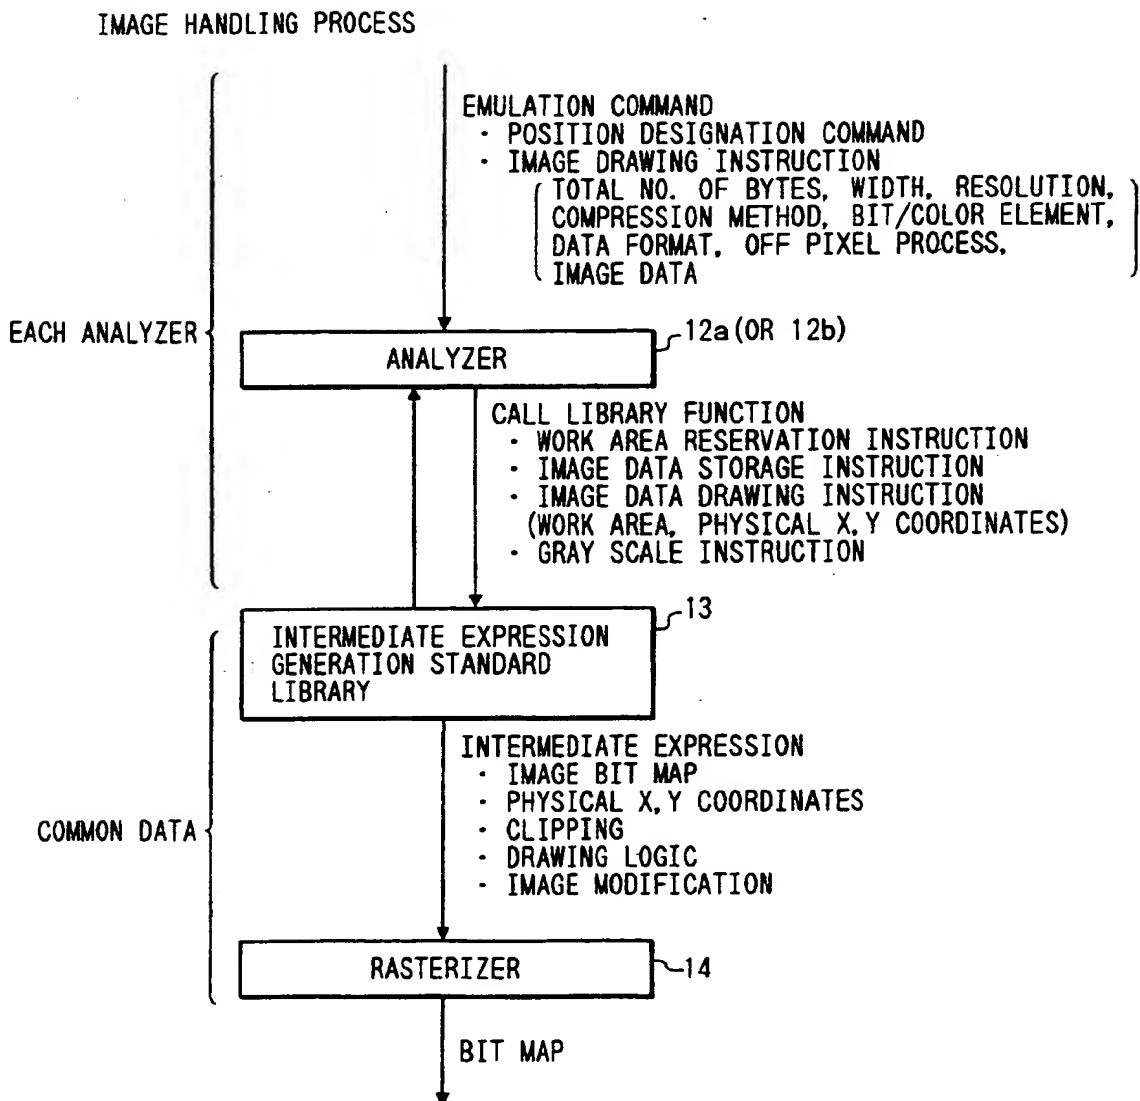 IMAGE HANDLING PROCESS
EMULATION COMMAND
· POSITION DESIGNATION COMMAND
· IMAGE DRAWING INSTRUCTION
TOTAL NO. OF BYTES, WIDTH, RESOLUTION,
COMPRESSION METHOD, BIT/COLOR ELEMENT,
DATA FORMAT, OFF PIXEL PROCESS,
IMAGE DATA
EACH ANALYZER
ANALYZER
12a (OR 12b)
CALL LIBRARY FUNCTION
· WORK AREA RESERVATION INSTRUCTION
· IMAGE DATA STORAGE INSTRUCTION
· IMAGE DATA DRAWING INSTRUCTION
(WORK AREA, PHYSICAL X,Y COORDINATES)
· GRAY SCALE INSTRUCTION
13
INTERMEDIATE EXPRESSION
GENERATION STANDARD
LIBRARY
INTERMEDIATE EXPRESSION
· IMAGE BIT MAP
· PHYSICAL X,Y COORDINATES
· CLIPPING
· DRAWING LOGIC
· IMAGE MODIFICATION
COMMON DATA
RASTERIZER
14
BIT MAP